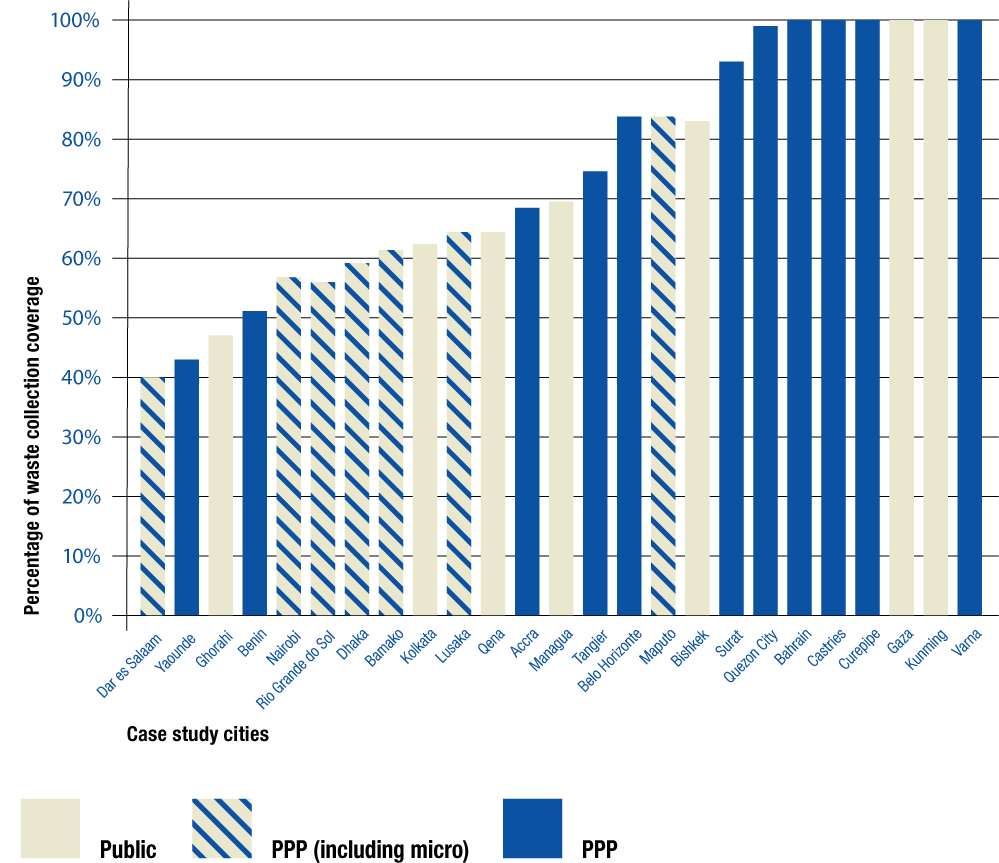 100%
90%
80%
70%
60%
50%
40%
30%
20%
10%
0%
Percentage of waste collection coverage
Dar es Salaam
Yaounde
Ghorahi
Benin
Nairobi
Rio Grande do Sol
Dhaka
Bamako
Kolkata
Lusaka
Qena
Accra
Managua
Tangier
Belo Horizonte
Maputo
Bishkek
Surat
Quezon City
Bahrain
Castries
Curepipe
Gaza
Kunming
Varna
Case study cities
Public
PPP (including micro)
PPP